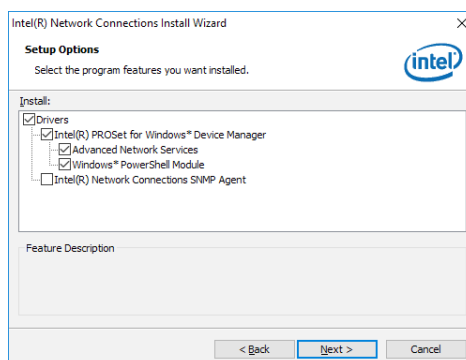 Intel(R) Network Connections Install Wizard
Setup Options
Select the program features you want installed.
intel
Install:
Drivers
Intel(R) PROSet for Windows* Device Manager
Advanced Network Services
Windows* PowerShell Module
Intel(R) Network Connections SNMP Agent
Feature Description
< Back
Next >
Cancel